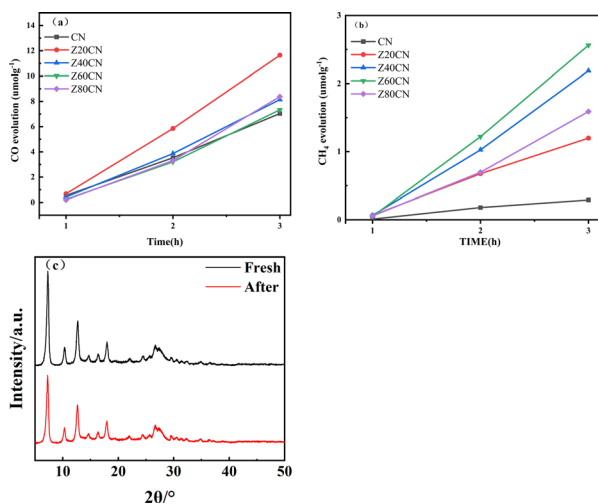 (a)
CN
Z20CN
Z40CN
Z60CN
Z80CN
CO evolution (umolg⁻¹)
14
12
10
8
6
4
2
0
1
2
3
Time(h)
(b)
CN
Z20CN
Z40CN
Z60CN
Z80CN
CH₄ evolution (umolg⁻¹)
3
2
1
0
1
2
3
TIME(h)
(c)
Fresh
After
Intensity/a.u.
10
20
30
40
50
2θ/°